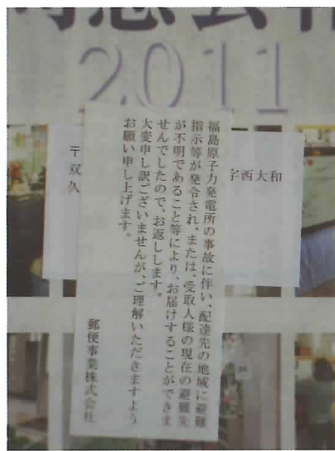 2011
〒
双
久
字西大和
福島原子力発電所の事故に伴い、配達先の地域に避難
指示等が発令され、または、受取人様の現在の避難先
が不明であること等により、お届けすることができま
せんでしたので、お返しします。
大変申し訳ございませんが、ご理解いただきますよう
お願い申し上げます。
郵便事業株式会社